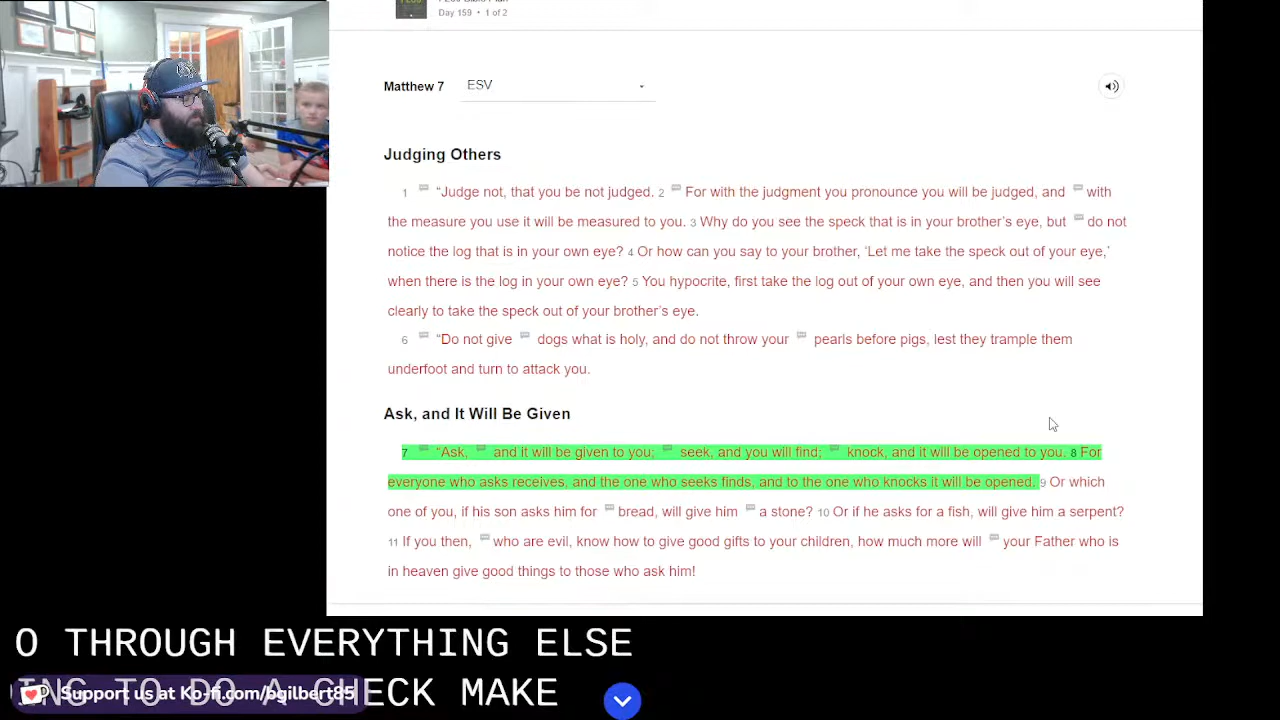 Day 159 • 1 of 2
Matthew 7 ESV
Judging Others
1 “Judge not, that you be not judged. 2 For with the judgment you pronounce you will be judged, and with
the measure you use it will be measured to you. 3 Why do you see the speck that is in your brother’s eye, but do not
notice the log that is in your own eye? 4 Or how can you say to your brother, ‘Let me take the speck out of your eye,’
when there is the log in your own eye? 5 You hypocrite, first take the log out of your own eye, and then you will see
clearly to take the speck out of your brother’s eye.
6 “Do not give dogs what is holy, and do not throw your pearls before pigs, lest they trample them
underfoot and turn to attack you.
Ask, and It Will Be Given
7 “Ask, and it will be given to you; seek, and you will find; knock, and it will be opened to you. 8 For
everyone who asks receives, and the one who seeks finds, and to the one who knocks it will be opened. 9 Or which
one of you, if his son asks him for bread, will give him a stone? 10 Or if he asks for a fish, will give him a serpent?
11 If you then, who are evil, know how to give good gifts to your children, how much more will your Father who is
in heaven give good things to those who ask him!
O THROUGH EVERYTHING ELSE
ING TO DO A CHECK MAKE
Support us at Ko-fi.com/bgilbert85